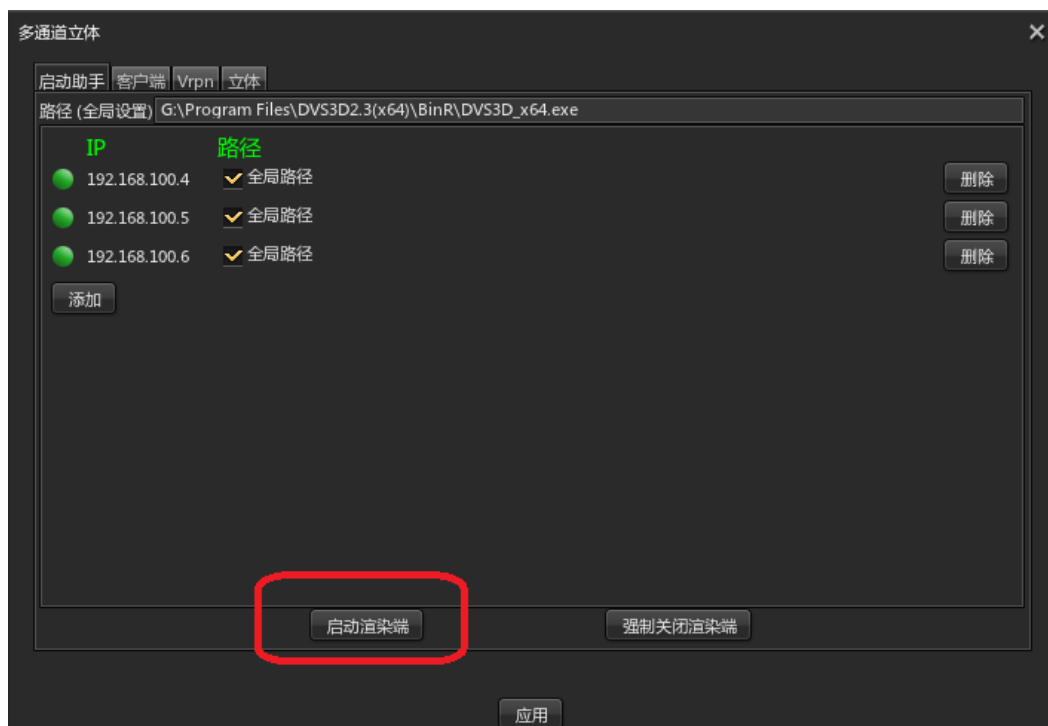 多通道立体
启动助手 客户端 Vrpn 立体
路径 (全局设置) G:\Program Files\DVS3D2.3(x64)\BinR\DVS3D_x64.exe
IP 路径
192.168.100.4 全局路径 删除
192.168.100.5 全局路径 删除
192.168.100.6 全局路径 删除
添加
启动渲染端 强制关闭渲染端
应用